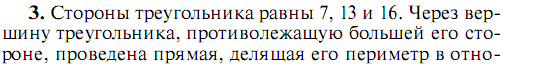 3. Стороны треугольника равны 7, 13 и 16. Через вер-
шину треугольника, противолежащую большей его сто-
роне, проведена прямая, делящая его периметр в отно-